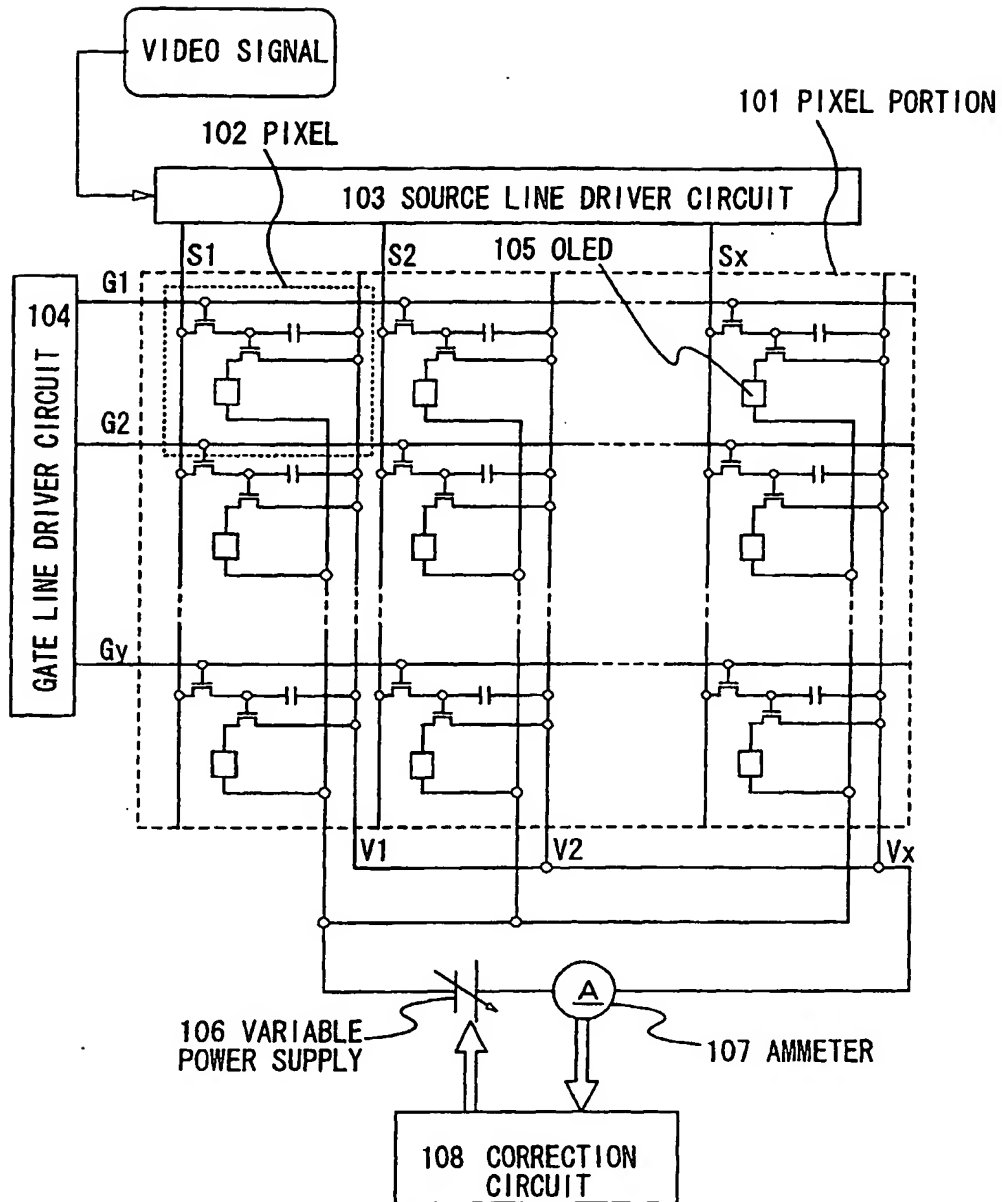 VIDEO SIGNAL
101 PIXEL PORTION
102 PIXEL
103 SOURCE LINE DRIVER CIRCUIT
S1
S2
Sx
105 OLED
G1
104
GATE LINE DRIVER CIRCUIT
G2
Gy
V1
V2
Vx
A
106 VARIABLE
POWER SUPPLY
107 AMMETER
108 CORRECTION
CIRCUIT